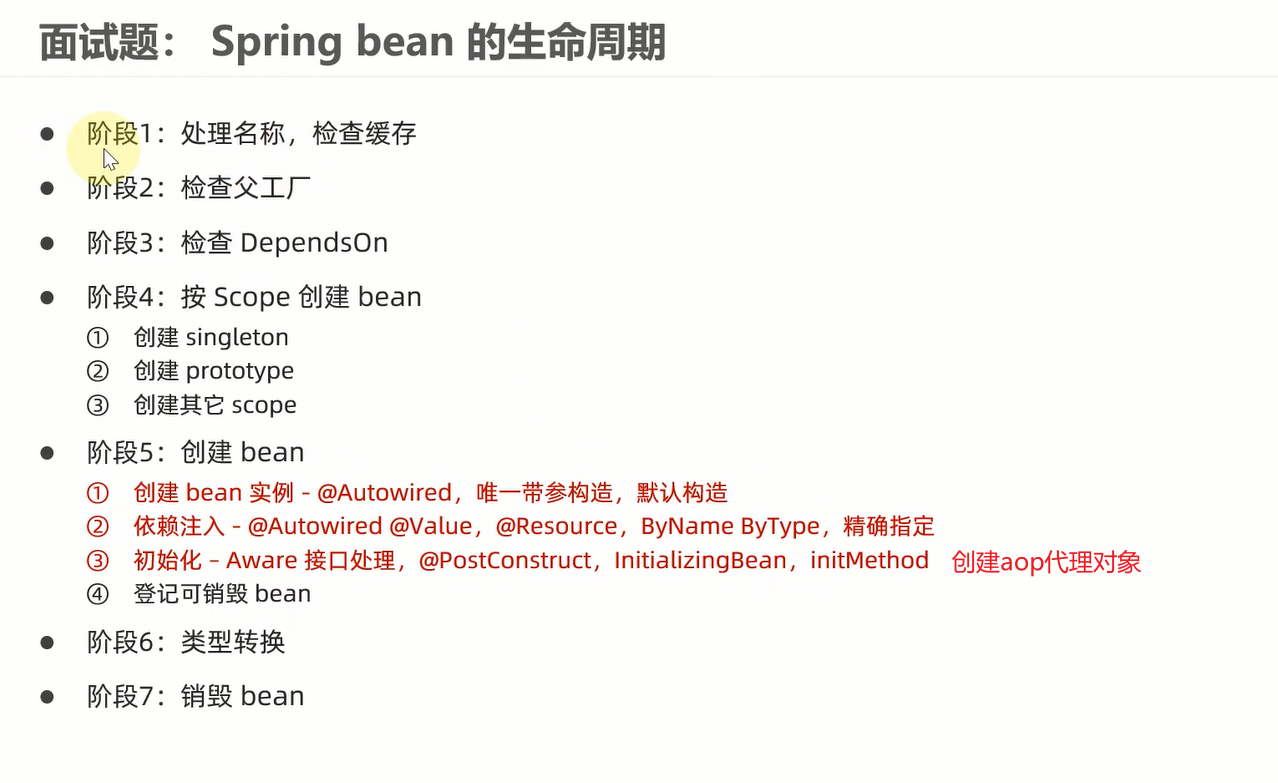 面试题： Spring bean 的生命周期
● 阶段1：处理名称，检查缓存
● 阶段2：检查父工厂
● 阶段3：检查 DependsOn
● 阶段4：按 Scope 创建 bean
① 创建 singleton
② 创建 prototype
③ 创建其它 scope
● 阶段5：创建 bean
① 创建 bean 实例 - @Autowired，唯一带参构造，默认构造
② 依赖注入 – @Autowired @Value，@Resource，ByName ByType，精确指定
③ 初始化 – Aware 接口处理，@PostConstruct，InitializingBean，initMethod 创建aop代理对象
④ 登记可销毁 bean
● 阶段6：类型转换
● 阶段7：销毁 bean